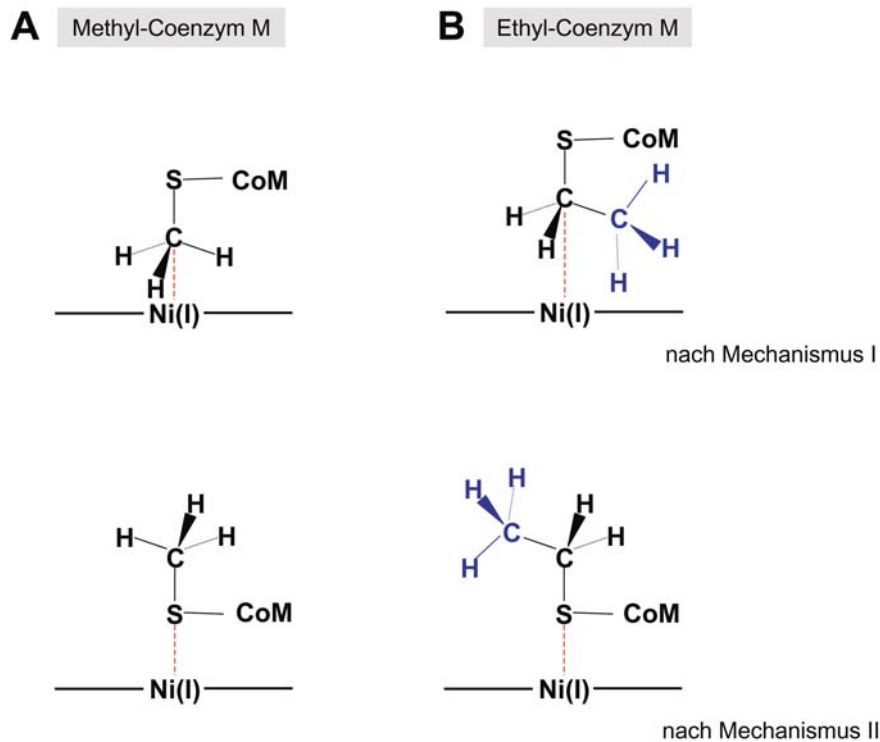 A Methyl-Coenzym M
B Ethyl-Coenzym M
S CoM
C
H H
H
Ni(I)
S CoM
H
C C
H H
H H
Ni(I)
nach Mechanismus I
H
H H
C
S CoM
Ni(I)
H H H
C C H
H
S CoM
Ni(I)
nach Mechanismus II